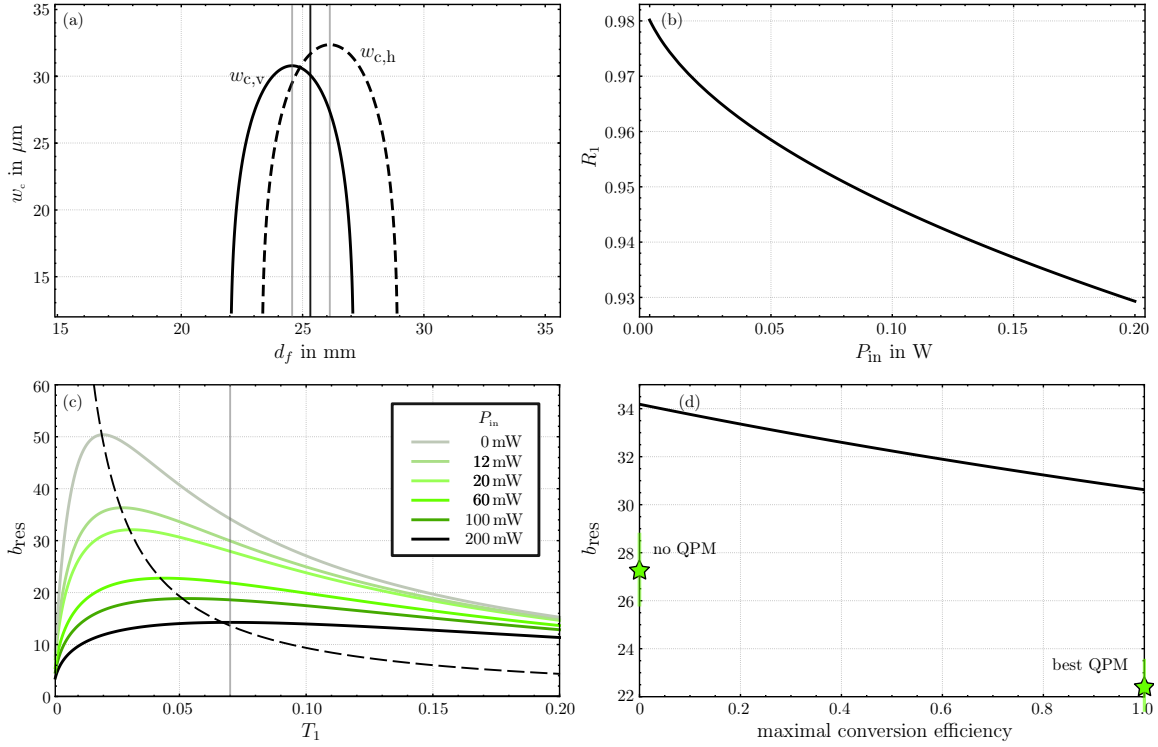 (a)
w_c,v
w_c,h
35
30
25
20
15
w_c in μm
15
20
25
30
35
d_f in mm
(b)
0.98
0.97
0.96
0.95
0.94
0.93
R_1
0.00
0.05
0.10
0.15
0.20
P_in in W
(c)
60
50
40
30
20
10
0
b_res
P_in
0 mW
12 mW
20 mW
60 mW
100 mW
200 mW
0
0.05
0.10
0.15
0.20
T_1
(d)
34
32
30
28
26
24
22
b_res
no QPM
best QPM
0
0.2
0.4
0.6
0.8
1.0
maximal conversion efficiency